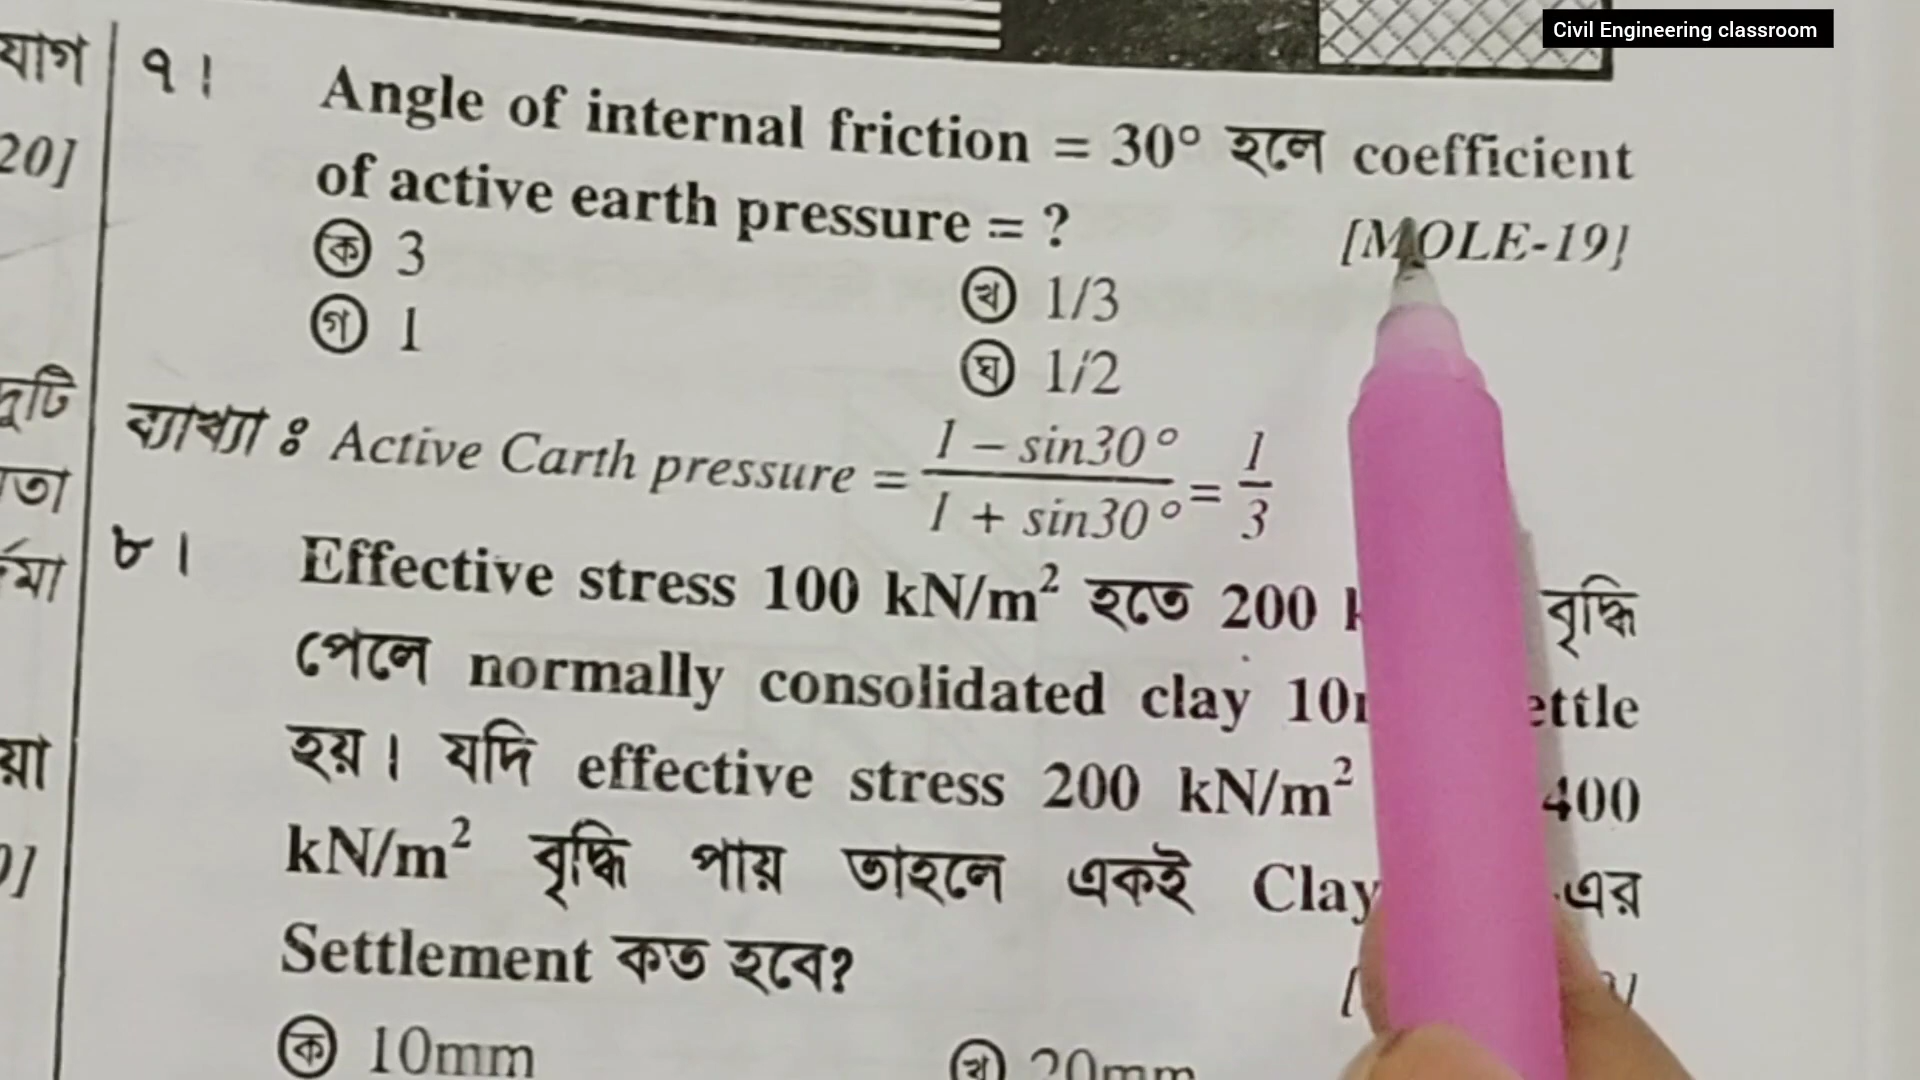 Civil Engineering classroom
যাগ
20]
দুটি
তা
র্মা
য়া
]
৭। Angle of internal friction = 30° হলে coefficient
of active earth pressure = ?
[MOLE-19]
ক 3
খ 1/3
গ 1
ঘ 1/2
ব্যাখ্যা ঃ Active Carth pressure = 1 – sin30° / 1 + sin30° = 1/3
৮। Effective stress 100 kN/m² হতে 200 বৃদ্ধি
পেলে normally consolidated clay ettle
হয়। যদি effective stress 200 kN/m² 400
kN/m² বৃদ্ধি পায় তাহলে একই Clay এর
Settlement কত হবে?
ক 10mm
খ 20mm